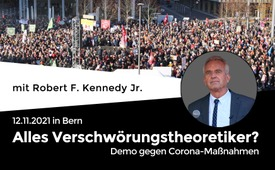 mit Robert F. Kennedy Jr.
12.11.2021 in Bern
Alles Verschwörungstheoretiker?
Demo gegen Corona-Maßnahmen